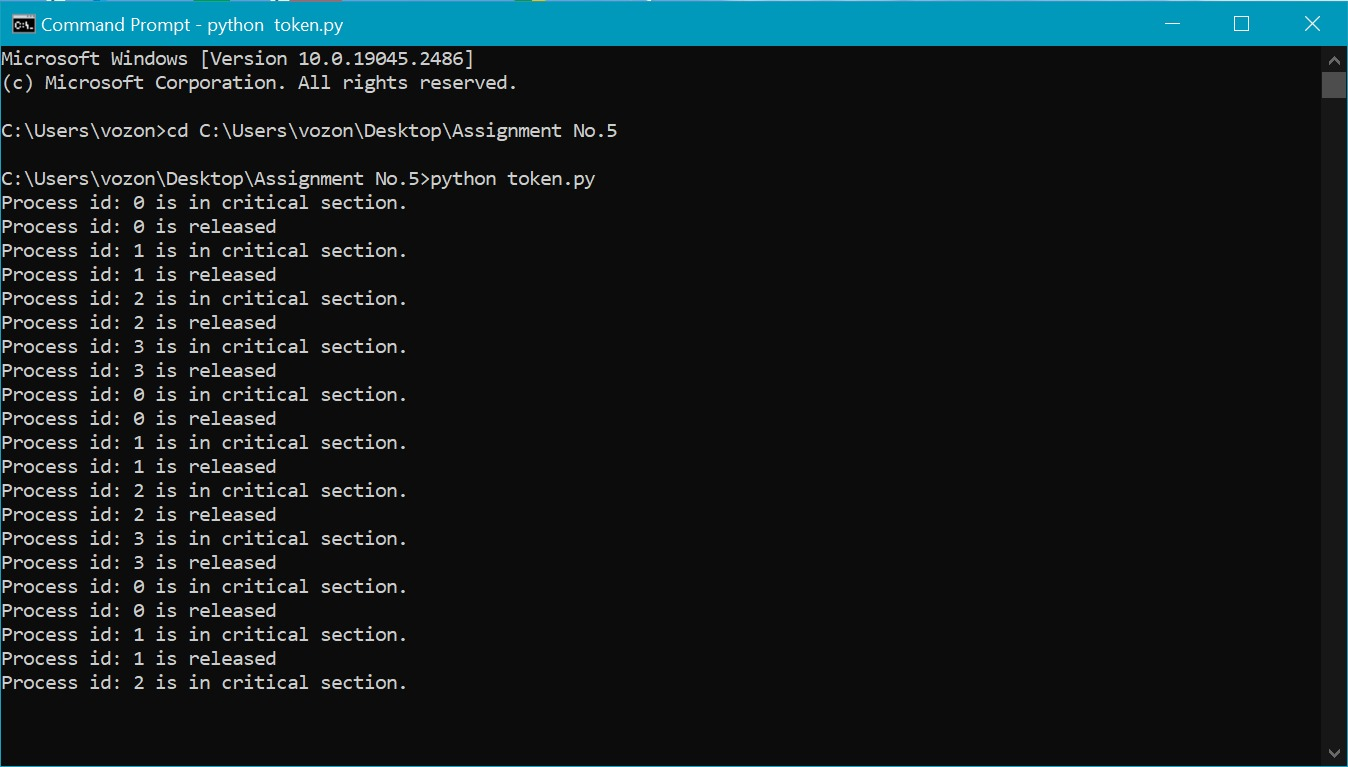 Command Prompt - python  token.py
Microsoft Windows [Version 10.0.19045.2486]
(c) Microsoft Corporation. All rights reserved.
C:\Users\vozon>cd C:\Users\vozon\Desktop\Assignment No.5
C:\Users\vozon\Desktop\Assignment No.5>python token.py
Process id: 0 is in critical section.
Process id: 0 is released
Process id: 1 is in critical section.
Process id: 1 is released
Process id: 2 is in critical section.
Process id: 2 is released
Process id: 3 is in critical section.
Process id: 3 is released
Process id: 0 is in critical section.
Process id: 0 is released
Process id: 1 is in critical section.
Process id: 1 is released
Process id: 2 is in critical section.
Process id: 2 is released
Process id: 3 is in critical section.
Process id: 3 is released
Process id: 0 is in critical section.
Process id: 0 is released
Process id: 1 is in critical section.
Process id: 1 is released
Process id: 2 is in critical section.